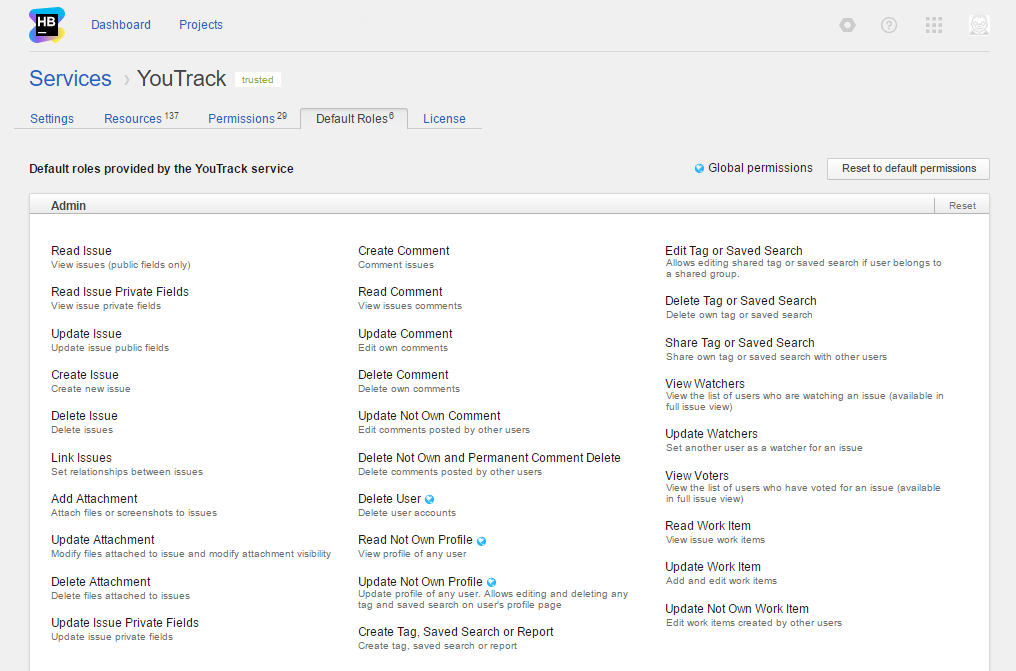 HB
Dashboard
Projects
Services › YouTrack trusted
Settings
Resources 137
Permissions 29
Default Roles 6
License
Default roles provided by the YouTrack service
Global permissions
Reset to default permissions
Admin
Reset
Read Issue
View issues (public fields only)
Read Issue Private Fields
View issue private fields
Update Issue
Update issue public fields
Create Issue
Create new issue
Delete Issue
Delete issues
Link Issues
Set relationships between issues
Add Attachment
Attach files or screenshots to issues
Update Attachment
Modify files attached to issue and modify attachment visibility
Delete Attachment
Delete files attached to issues
Update Issue Private Fields
Update issue private fields
Create Comment
Comment issues
Read Comment
View issues comments
Update Comment
Edit own comments
Delete Comment
Delete own comments
Update Not Own Comment
Edit comments posted by other users
Delete Not Own and Permanent Comment Delete
Delete comments posted by other users
Delete User
Delete user accounts
Read Not Own Profile
View profile of any user
Update Not Own Profile
Update profile of any user. Allows editing and deleting any
tag and saved search on user's profile page
Create Tag, Saved Search or Report
Create tag, saved search or report
Edit Tag or Saved Search
Allows editing shared tag or saved search if user belongs to
a shared group.
Delete Tag or Saved Search
Delete own tag or saved search
Share Tag or Saved Search
Share own tag or saved search with other users
View Watchers
View the list of users who are watching an issue (available in
full issue view)
Update Watchers
Set another user as a watcher for an issue
View Voters
View the list of users who have voted for an issue (available
in full issue view)
Read Work Item
View issue work items
Update Work Item
Add and edit work items
Update Not Own Work Item
Edit work items created by other users